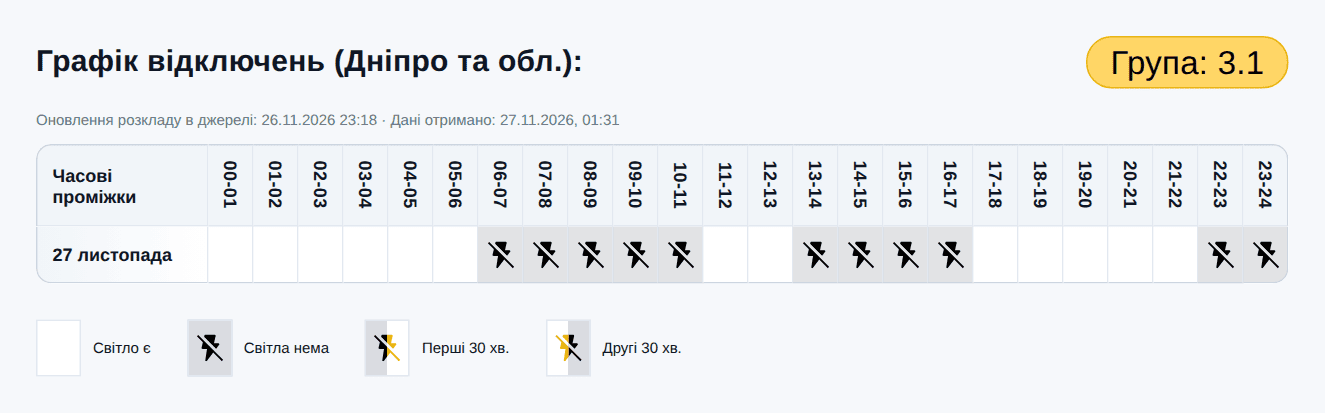 Графік відключень (Дніпро та обл.):
Група: 3.1
Оновлення розкладу в джерелі: 26.11.2026 23:18 · Дані отримано: 27.11.2026, 01:31
Часові проміжки 00-01 01-02 02-03 03-04 04-05 05-06 06-07 07-08 08-09 09-10 10-11 11-12 12-13 13-14 14-15 15-16 16-17 17-18 18-19 19-20 20-21 21-22 22-23 23-24
27 листопада
Світло є Світла нема Перші 30 хв. Другі 30 хв.